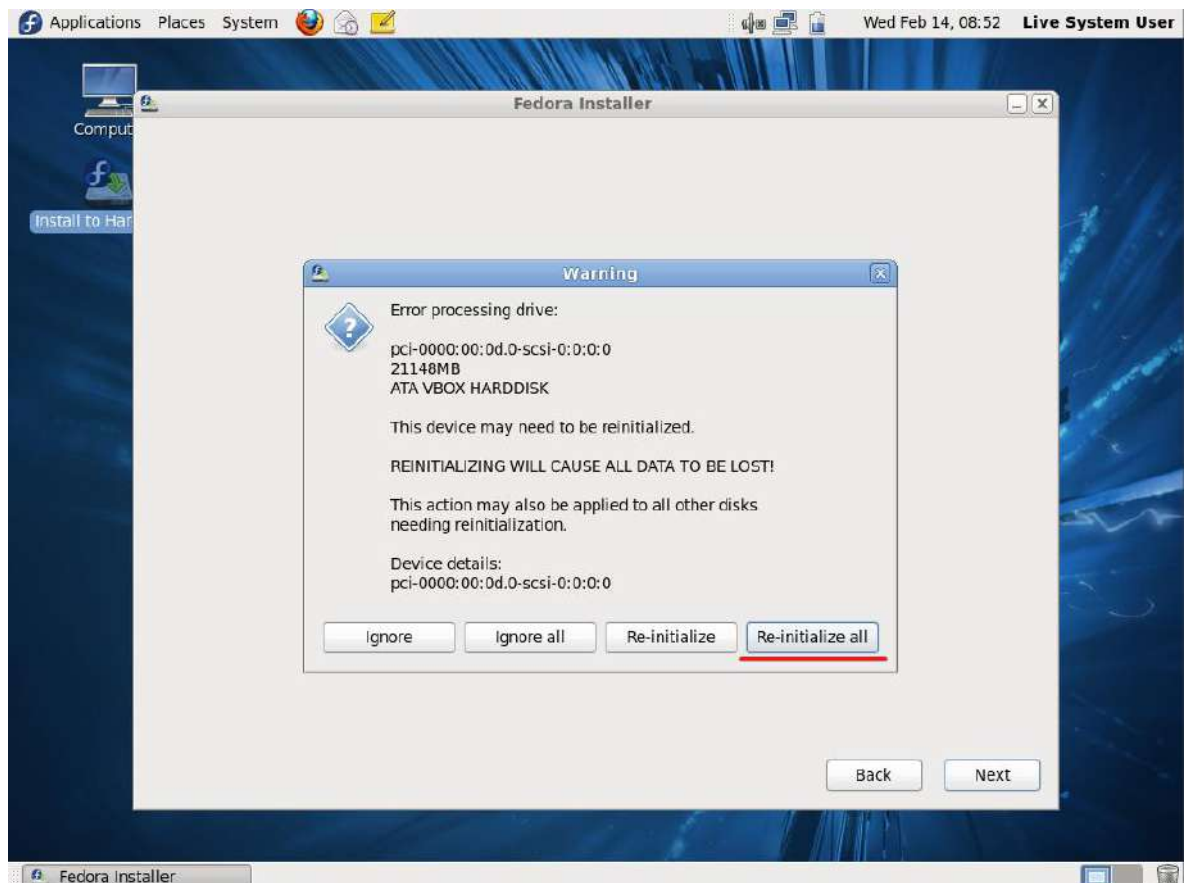 Applications Places System Wed Feb 14, 08:52 Live System User
Fedora Installer
Comput
Install to Har
Warning
Error processing drive:
pci-0000:00:0d.0-scsi-0:0:0:0
21148MB
ATA VBOX HARDDISK
This device may need to be reinitialized.
REINITIALIZING WILL CAUSE ALL DATA TO BE LOST!
This action may also be applied to all other disks
needing reinitialization.
Device details:
pci-0000:00:0d.0-scsi-0:0:0:0
Ignore Ignore all Re-initialize Re-initialize all
Back Next
Fedora Installer